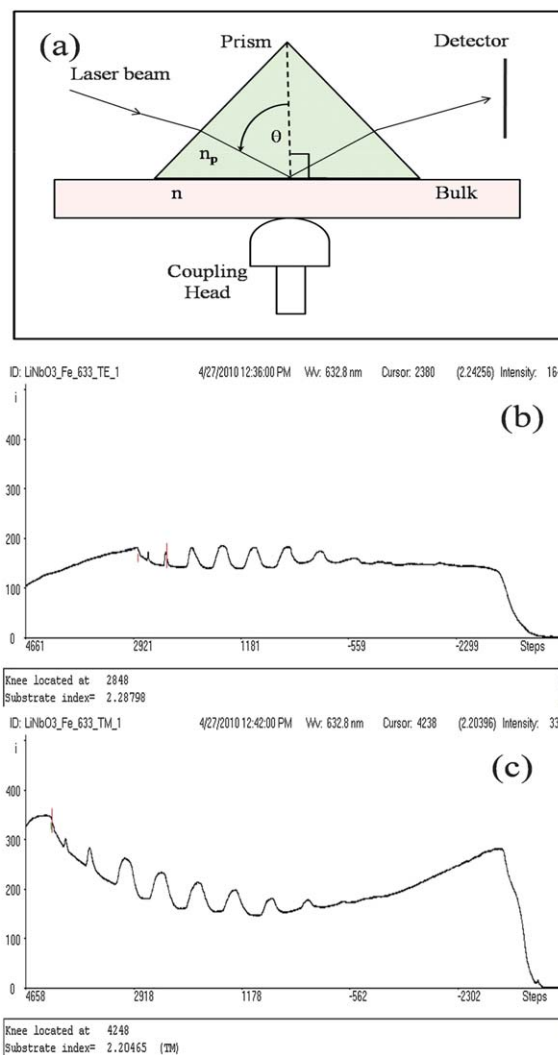 (a)
Prism
Detector
Laser beam
θ
np
n
Bulk
Coupling
Head
ID: LiNbO3_Fe_633_TE_1 4/27/2010 12:36:00 PM Wv: 632.8 nm Cursor: 2380 (2.24256) Intensity: 16
i
(b)
400
300
200
100
0
4661 2921 1181 -559 -2299 Steps
Knee located at 2848
Substrate index= 2.28798
ID: LiNbO3_Fe_633_TM_1 4/27/2010 12:42:00 PM Wv: 632.8 nm Cursor: 4238 (2.20396) Intensity: 33
i
(c)
400
300
200
100
0
4658 2918 1178 -562 -2302 Steps
Knee located at 4248
Substrate index= 2.20465 (TM)